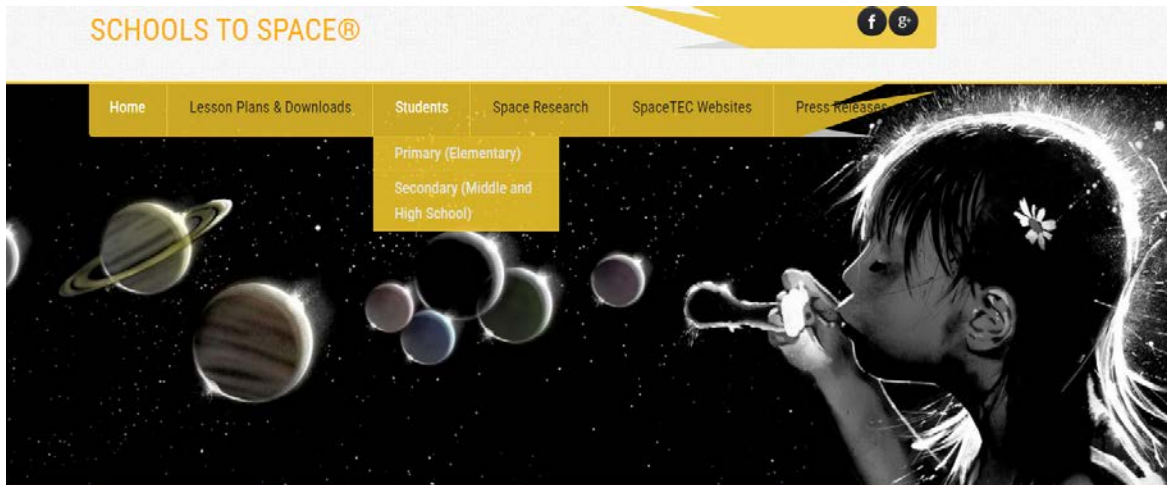 SCHOOLS TO SPACE®
f g+
Home Lesson Plans & Downloads Students Space Research SpaceTEC Websites Press Releases
Primary (Elementary)
Secondary (Middle and
High School)